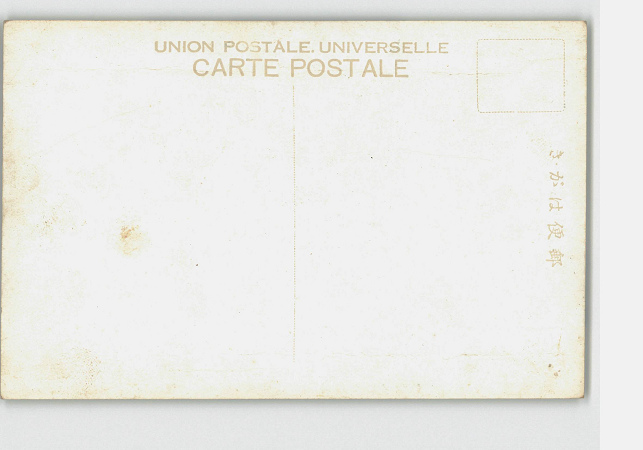 UNION POSTALE. UNIVERSELLE
CARTE POSTALE
きがは便郵